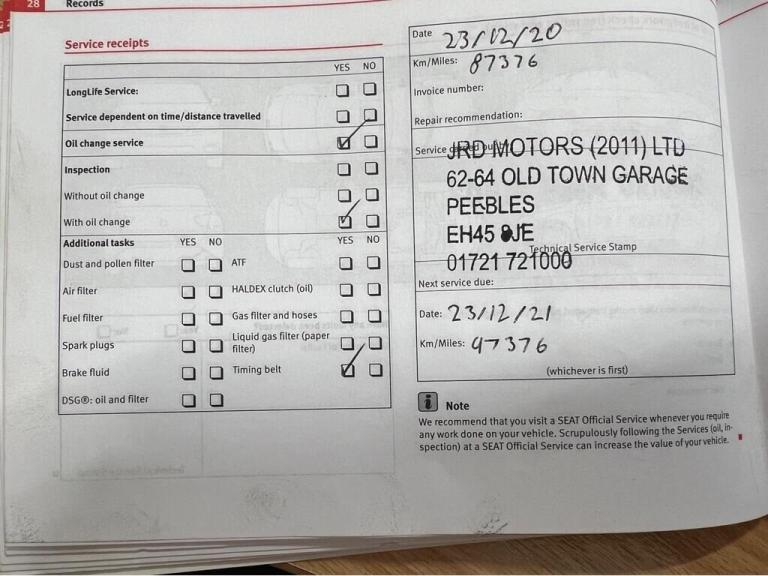 28 Records
Service receipts
YES NO
LongLife Service:
Service dependent on time/distance travelled
Oil change service
Inspection
Without oil change
With oil change
Additional tasks YES NO YES NO
Dust and pollen filter ATF
Air filter HALDEX clutch (oil)
Fuel filter Gas filter and hoses
Spark plugs Liquid gas filter (paper
filter)
Brake fluid Timing belt
DSG®: oil and filter
Date 23/12/20
Km/Miles: 87376
Invoice number:
Repair recommendation:
Service
JRD MOTORS (2011) LTD
62-64 OLD TOWN GARAGE
PEEBLES
EH45 JE
Technical Service Stamp
01721 721000
Next service due:
Date: 23/12/21
Km/Miles: 97376
(whichever is first)
i Note
We recommend that you visit a SEAT Official Service whenever you require
any work done on your vehicle. Scrupulously following the Services (oil, in-
spection) at a SEAT Official Service can increase the value of your vehicle.